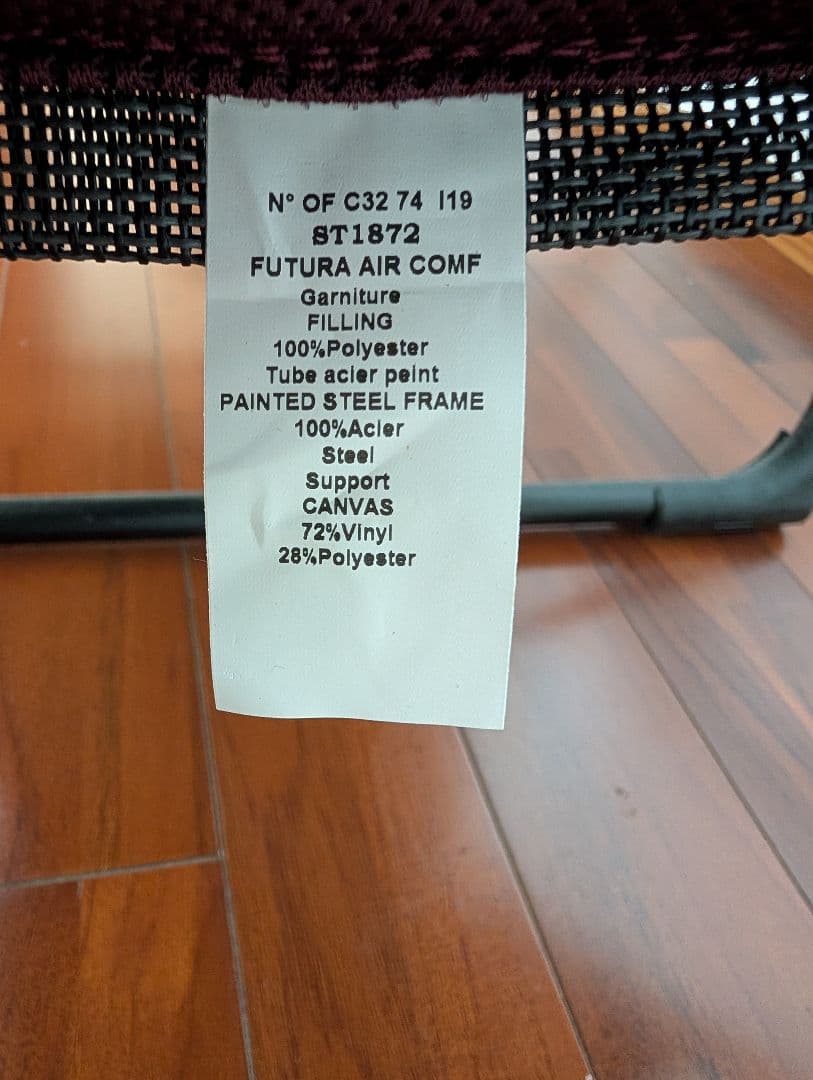 N° OF C32 74 I19
ST1872
FUTURA AIR COMF
Garniture
FILLING
100%Polyester
Tube acier peint
PAINTED STEEL FRAME
100%Acier
Steel
Support
CANVAS
72%Vinyl
28%Polyester